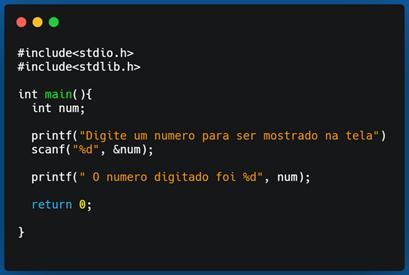 #include<stdio.h>
#include<stdlib.h>
int main(){
int num;
printf("Digite um numero para ser mostrado na tela")
scanf("%d", &num);
printf(" O numero digitado foi %d", num);
return 0;
}